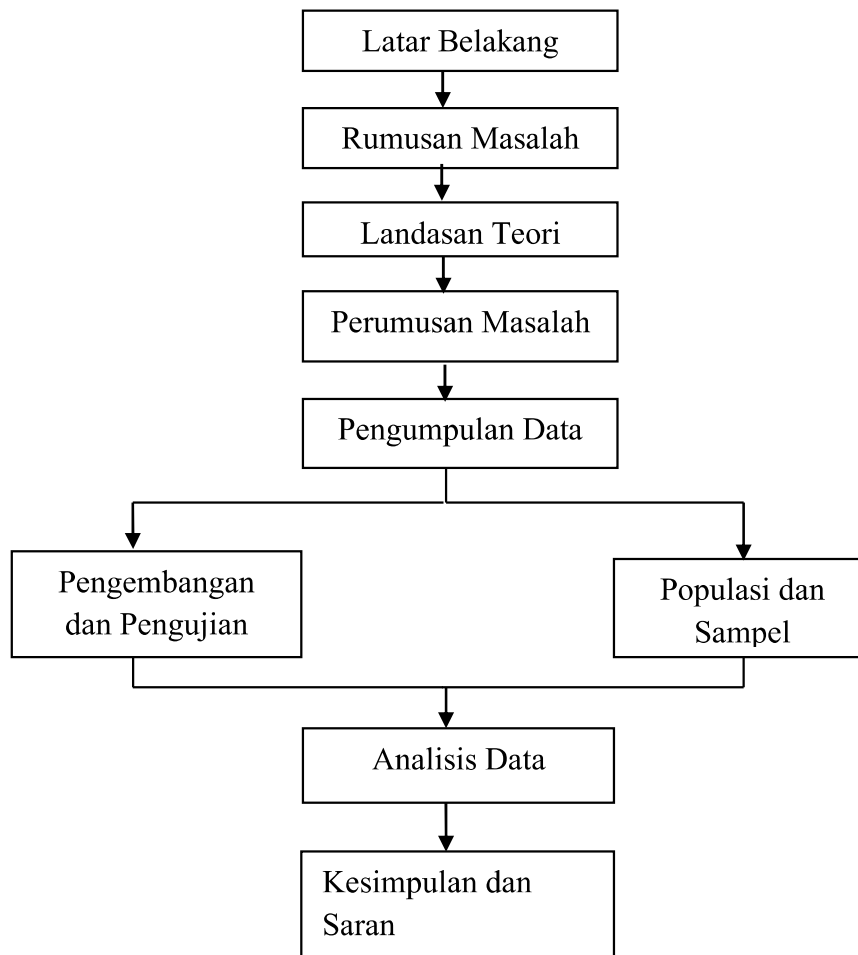 Latar Belakang
Rumusan Masalah
Landasan Teori
Perumusan Masalah
Pengumpulan Data
Pengembangan
dan Pengujian
Populasi dan
Sampel
Analisis Data
Kesimpulan dan
Saran